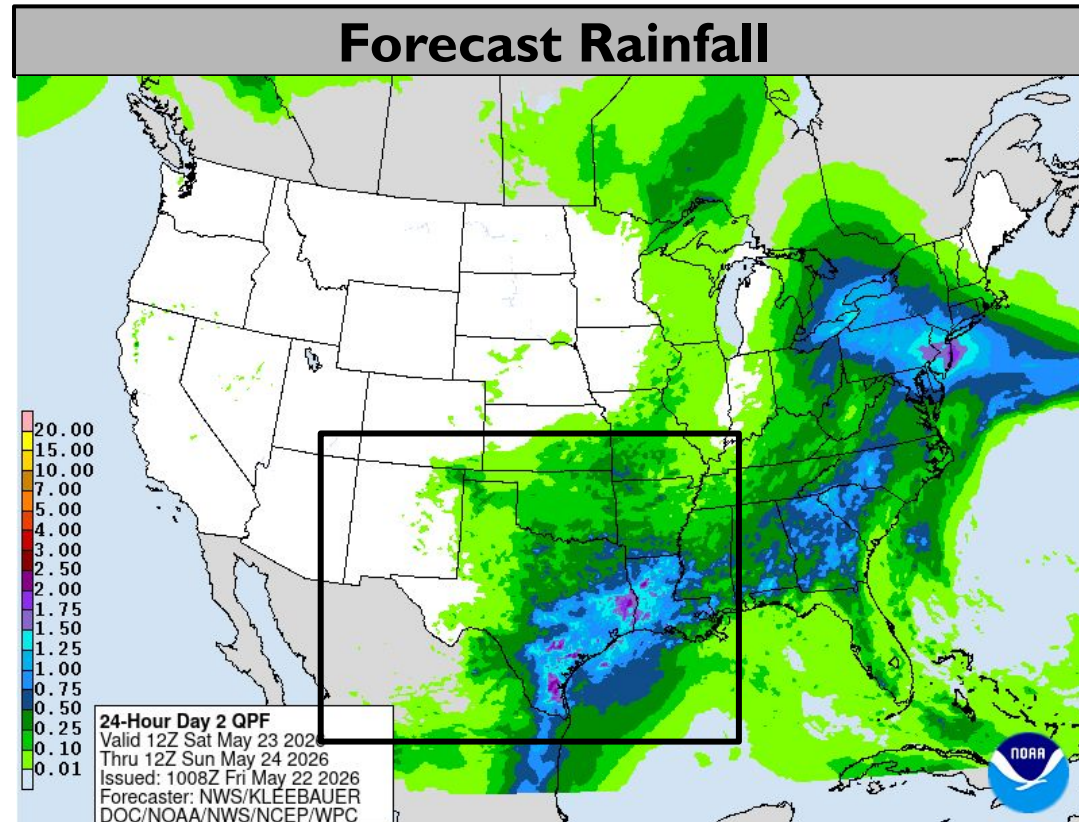 Forecast Rainfall
20.00
15.00
10.00
7.00
5.00
4.00
3.00
2.50
2.00
1.75
1.50
1.25
1.00
0.75
0.50
0.25
0.10
0.01
24-Hour Day 2 QPF
Valid 12Z Sat May 23 2026
Thru 12Z Sun May 24 2026
Issued: 1008Z Fri May 22 2026
Forecaster: NWS/KLEEBAUER
DOC/NOAA/NWS/NCEP/WPC
NOAA